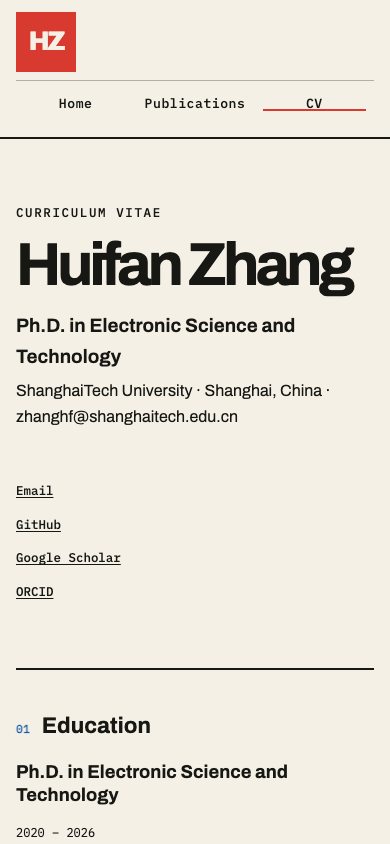 HZ
Home Publications CV
CURRICULUM VITAE
Huifan Zhang
Ph.D. in Electronic Science and
Technology
ShanghaiTech University · Shanghai, China ·
zhanghf@shanghaitech.edu.cn
Email
GitHub
Google Scholar
ORCID
01 Education
Ph.D. in Electronic Science and
Technology
2020 – 2026